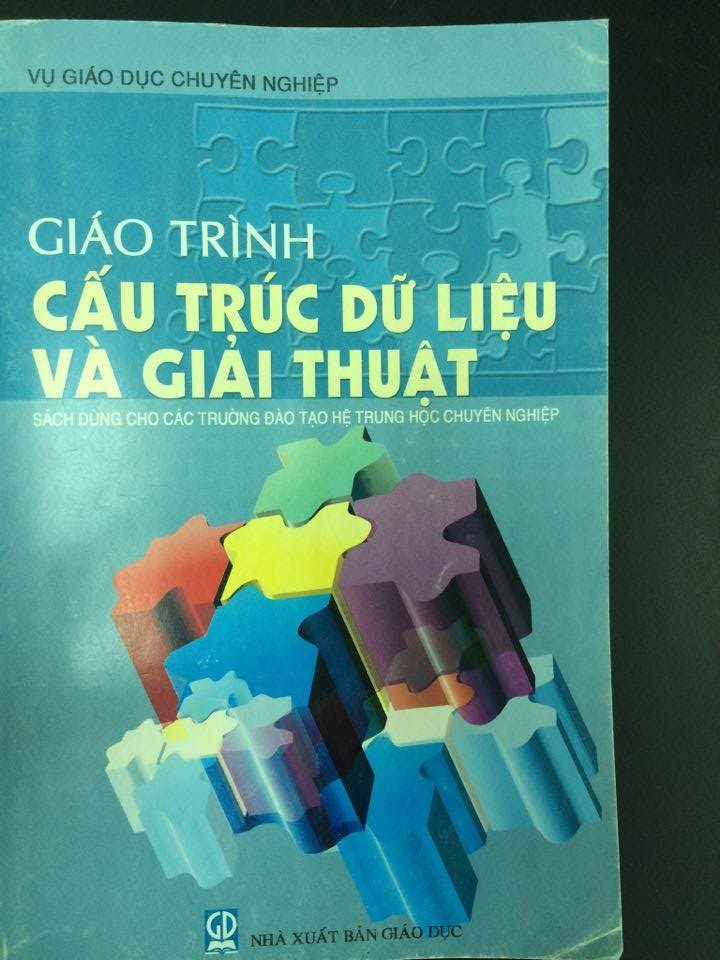 VỤ GIÁO DỤC CHUYÊN NGHIỆP
GIÁO TRÌNH
CẤU TRÚC DỮ LIỆU
VÀ GIẢI THUẬT
SÁCH DÙNG CHO CÁC TRƯỜNG ĐÀO TẠO HỆ TRUNG HỌC CHUYÊN NGHIỆP
GD
NHÀ XUẤT BẢN GIÁO DỤC